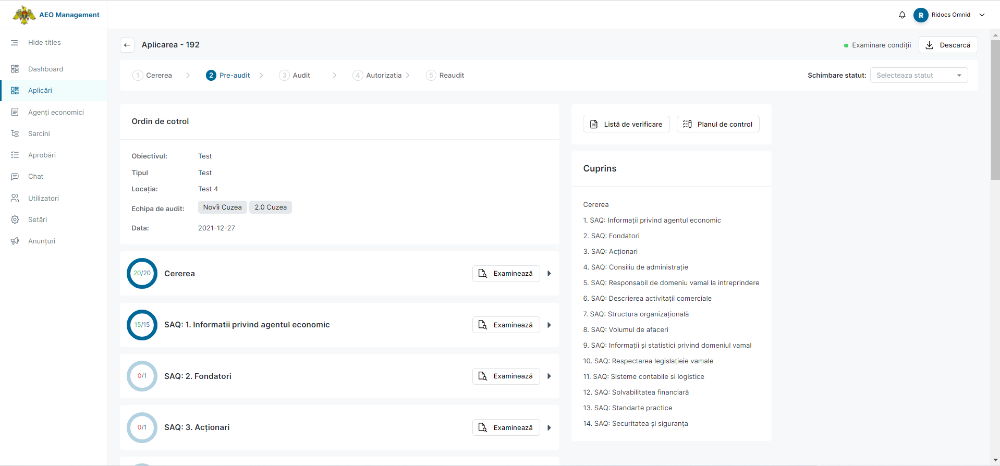 AEO Management
Ridocs Omnid
Hide titles
Dashboard
Aplicări
Agenți economici
Sarcini
Aprobări
Chat
Utilizatori
Setări
Anunțuri
Aplicarea - 192
Examinare condiții
Descarcă
1 Cererea
2 Pre-audit
3 Audit
4 Autorizatia
5 Reaudit
Schimbare statut: Selecteaza statut
Ordin de cotrol
Obiectivul: Test
Tipul Test
Locația: Test 4
Echipa de audit: Novîi Cuzea 2.0 Cuzea
Data: 2021-12-27
20/20 Cererea Examinează
15/15 SAQ: 1. Informatii privind agentul economic Examinează
0/1 SAQ: 2. Fondatori Examinează
0/1 SAQ: 3. Acționari Examinează
Listă de verificare
Planul de control
Cuprins
Cererea
1. SAQ: Informații privind agentul economic
2. SAQ: Fondatori
3. SAQ: Acționari
4. SAQ: Consiliu de administrație
5. SAQ: Responsabil de domeniu vamal la intreprindere
6. SAQ: Descrierea activitații comerciale
7. SAQ: Structura organizațională
8. SAQ: Volumul de afaceri
9. SAQ: Informații și statistici privind domeniul vamal
10. SAQ: Respectarea legislațieie vamale
11. SAQ: Sisteme contabile si logistice
12. SAQ: Solvabilitatea financiară
13. SAQ: Standarte practice
14. SAQ: Securitatea și siguranța
R